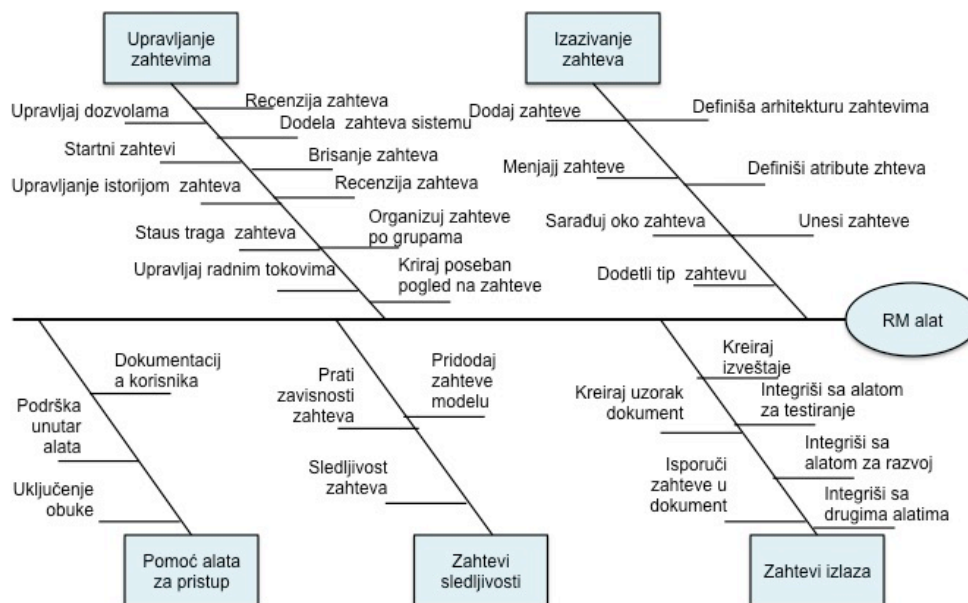 Upravljanje
zahtevima
Izazivanje
zahteva
Upravljaj dozvolama
Recenzija zahteva
Dodela zahteva sistemu
Startni zahtevi
Brisanje zahteva
Upravljanje istorijom zahteva
Recenzija zahteva
Staus traga zahteva
Organizuj zahteve
po grupama
Upravljaj radnim tokovima
Kriraj poseban
pogled na zahteve
Dodaj zahteve
Definiša arhitekturu zahtevima
Menjajj zahteve
Definiši atribute zhteva
Sarađuj oko zahteva
Unesi zahteve
Dodetli tip zahtevu
RM alat
Dokumentacij
a korisnika
Podrška
unutar
alata
Uključenje
obuke
Pomoć alata
za pristup
Prati
zavisnosti
zahteva
Pridodaj
zahteve
modelu
Sledljivost
zahteva
Zahtevi
sledljivosti
Kreiraj
izveštaje
Kreiraj uzorak
dokument
Integriši sa alatom
za testiranje
Isporuči
zahteve u
dokument
Integriši sa
alatom za razvoj
Integriši sa
drugima alatima
Zahtevi izlaza